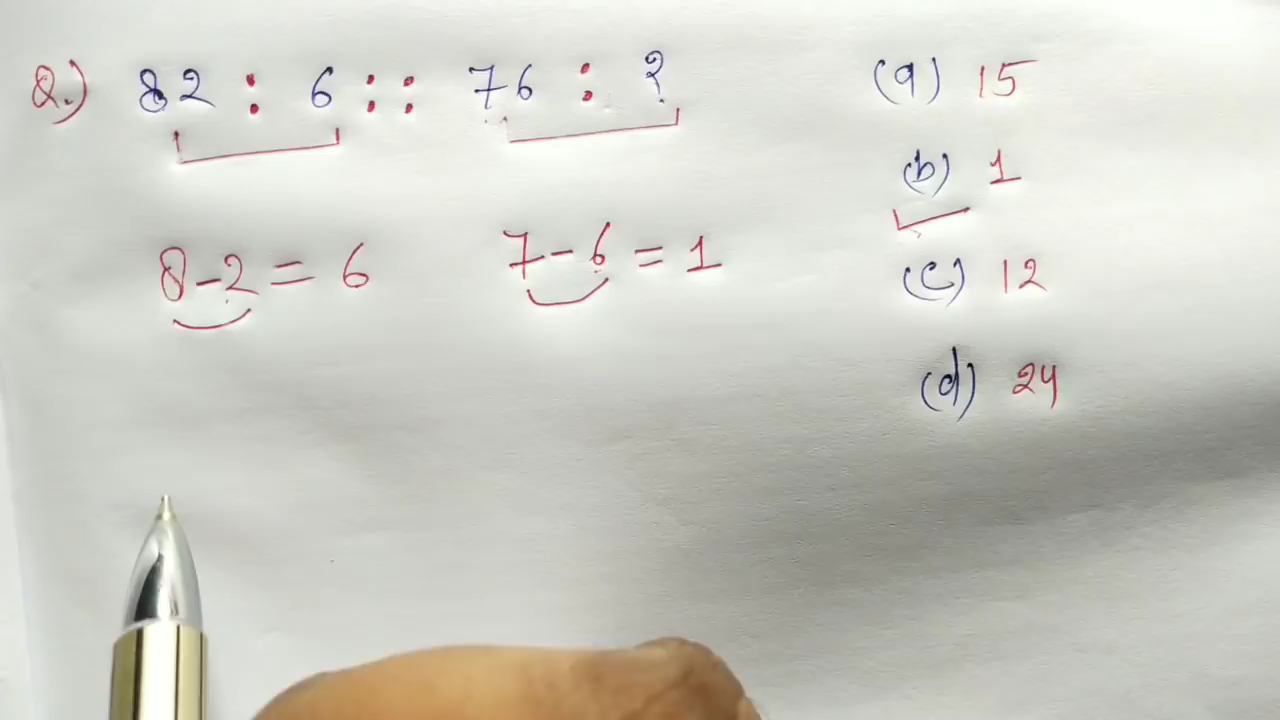 Q.) 82 : 6 :: 76 : ?
(a) 15
(b) 1
(c) 12
(d) 24
8-2 = 6
7-6 = 1